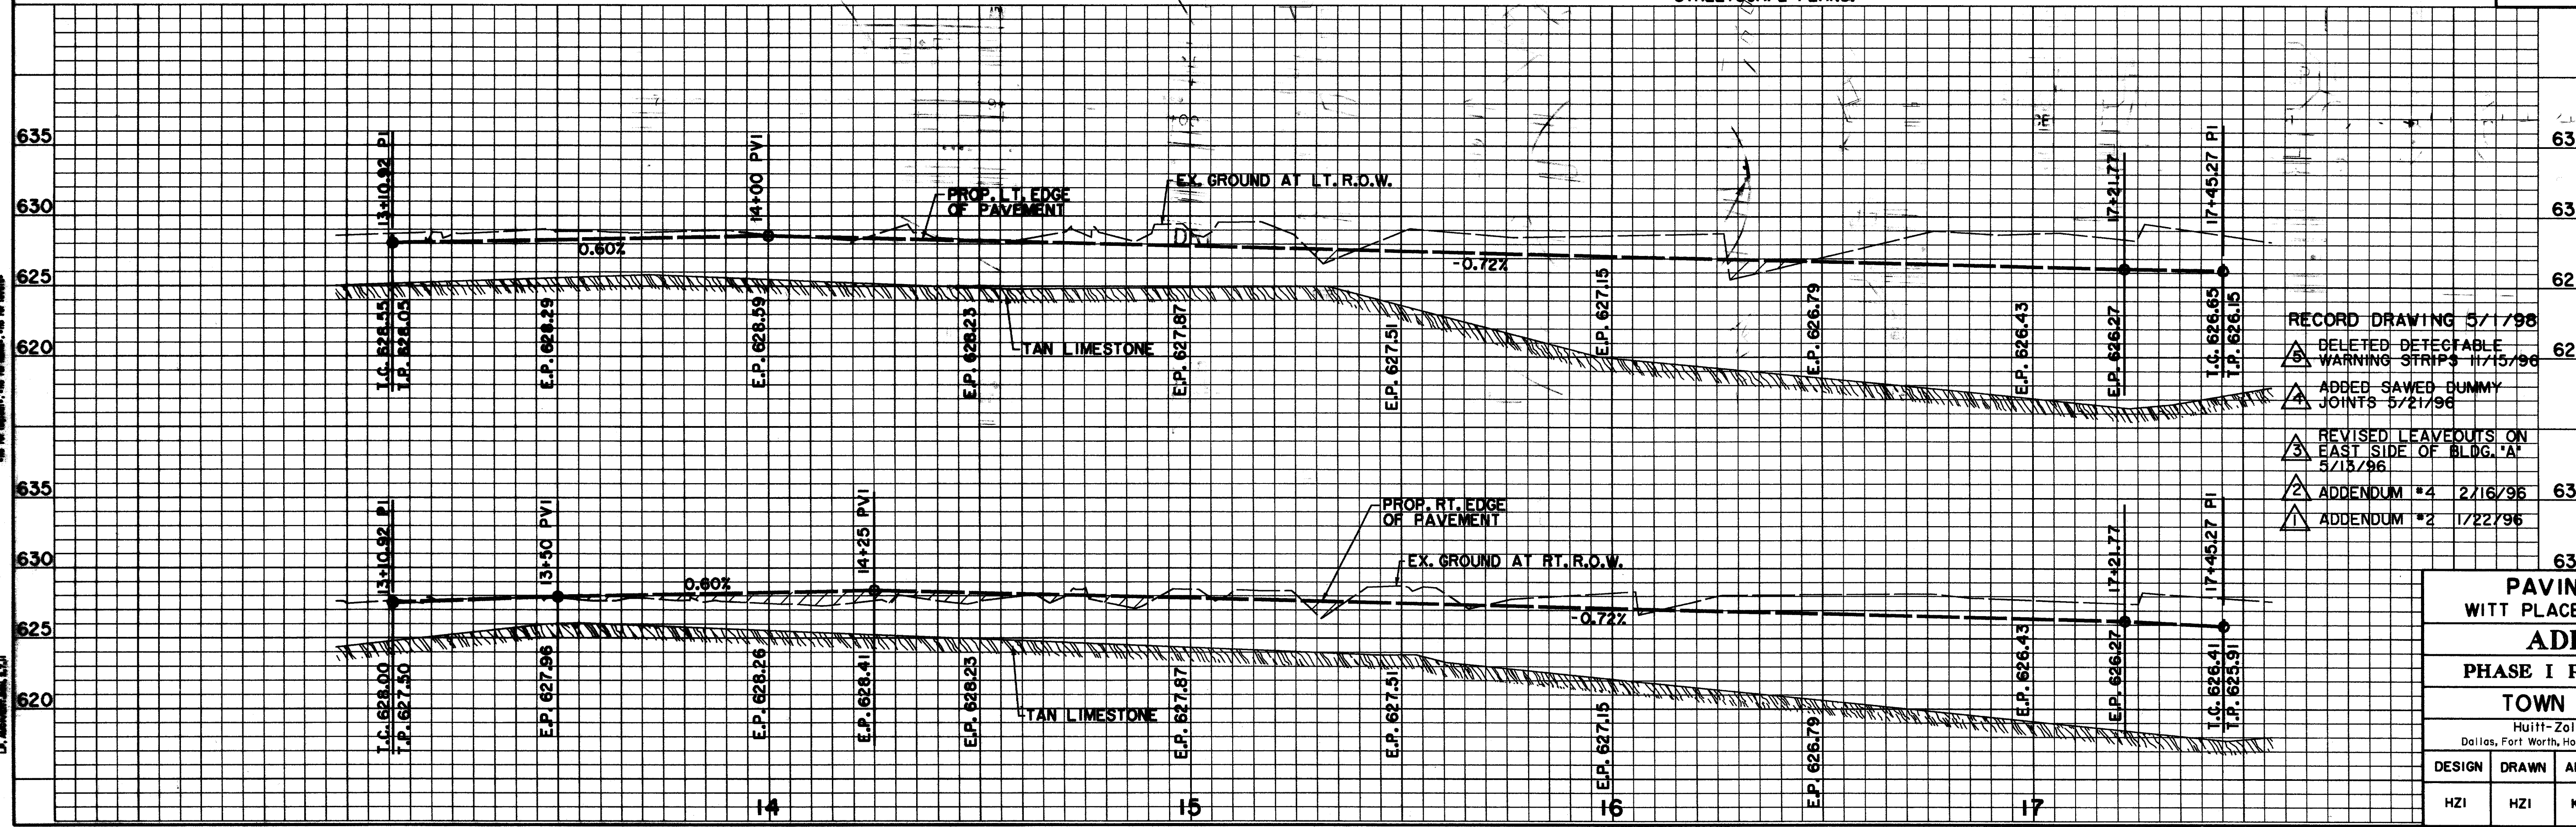 635
630
625
620
13+10.92 PI
14+00 PVI
PROP. LT. EDGE
OF PAVEMENT
EX. GROUND AT LT. R.O.W.
17+21.77
17+45.27 PI
0.60%
-0.72%
T.C. 628.55
T.P. 628.05
E.P. 628.29
E.P. 628.59
E.P. 628.23
TAN LIMESTONE
E.P. 627.87
E.P. 627.51
E.P. 627.15
E.P. 626.79
E.P. 626.43
E.P. 626.27
T.C. 626.65
T.P. 626.15
63
63
62
62
RECORD DRAWING 5/1/98
5 DELETED DETECTABLE
WARNING STRIPS 11/15/96
4 ADDED SAWED DUMMY
JOINTS 5/21/96
3 REVISED LEAVEOUTS ON
EAST SIDE OF BLDG. "A"
5/13/96
2 ADDENDUM #4 2/16/96
1 ADDENDUM #2 1/22/96
635
630
625
620
13+10.92 PI
13+50 PVI
14+25 PVI
PROP. RT. EDGE
OF PAVEMENT
EX. GROUND AT RT. R.O.W.
17+21.77
17+45.27 PI
0.60%
-0.72%
T.C. 628.00
T.P. 627.50
E.P. 627.96
E.P. 628.26
E.P. 628.41
E.P. 628.23
TAN LIMESTONE
E.P. 627.87
E.P. 627.51
E.P. 627.15
E.P. 626.79
E.P. 626.43
E.P. 626.27
T.C. 626.41
T.P. 625.91
63
63
14
15
16
17
PAVIN
WITT PLACE
ADD
PHASE I
TOWN
Huitt-Zol
Dallas, Fort Worth, Ho
DESIGN DRAWN
HZI HZI